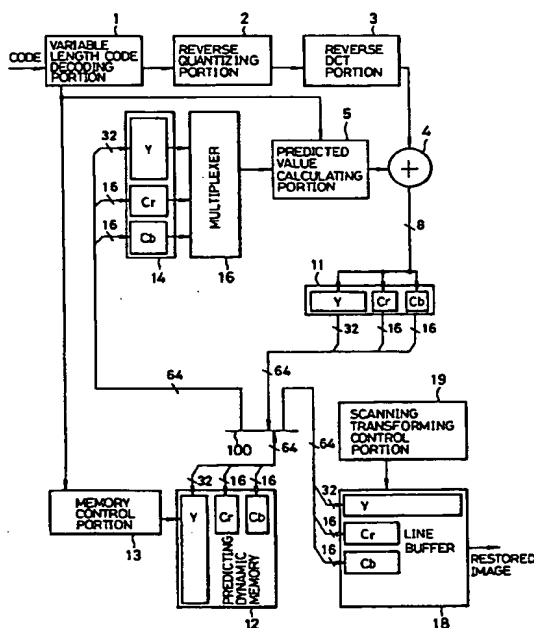 1
2
3
CODE
VARIABLE
LENGTH CODE
DECODING
PORTION
REVERSE
QUANTIZING
PORTION
REVERSE
DCT
PORTION
5
4
32
Y
16
Cr
16
Cb
14
MULTIPLEXER
16
PREDICTED
VALUE
CALCULATING
PORTION
+
8
11
Y
Cr
Cb
32
16
16
64
64
100
64
64
19
SCANNING
TRANSFORMING
CONTROL
PORTION
MEMORY
CONTROL
PORTION
13
32
16
16
Y
Cr
Cb
PREDICTING
DYNAMIC
MEMORY
12
32
Y
16
Cr
LINE
BUFFER
16
Cb
RESTORED
IMAGE
18